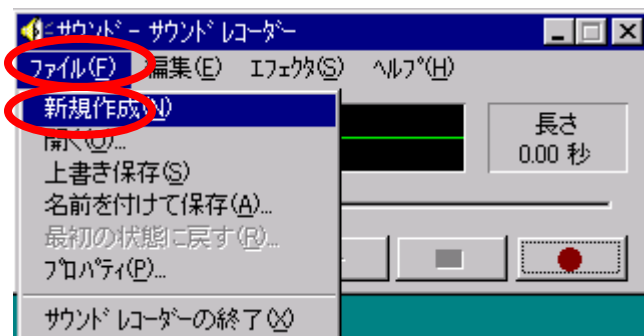 サウンド - サウンド レコーダー
ファイル(F) 編集(E) エフェクタ(S) ヘルプ(H)
新規作成(N)
開く(O)...
上書き保存(S)
名前を付けて保存(A)...
最初の状態に戻す(R)...
プロパティ(P)...
サウンド レコーダーの終了(X)
長さ
0.00 秒